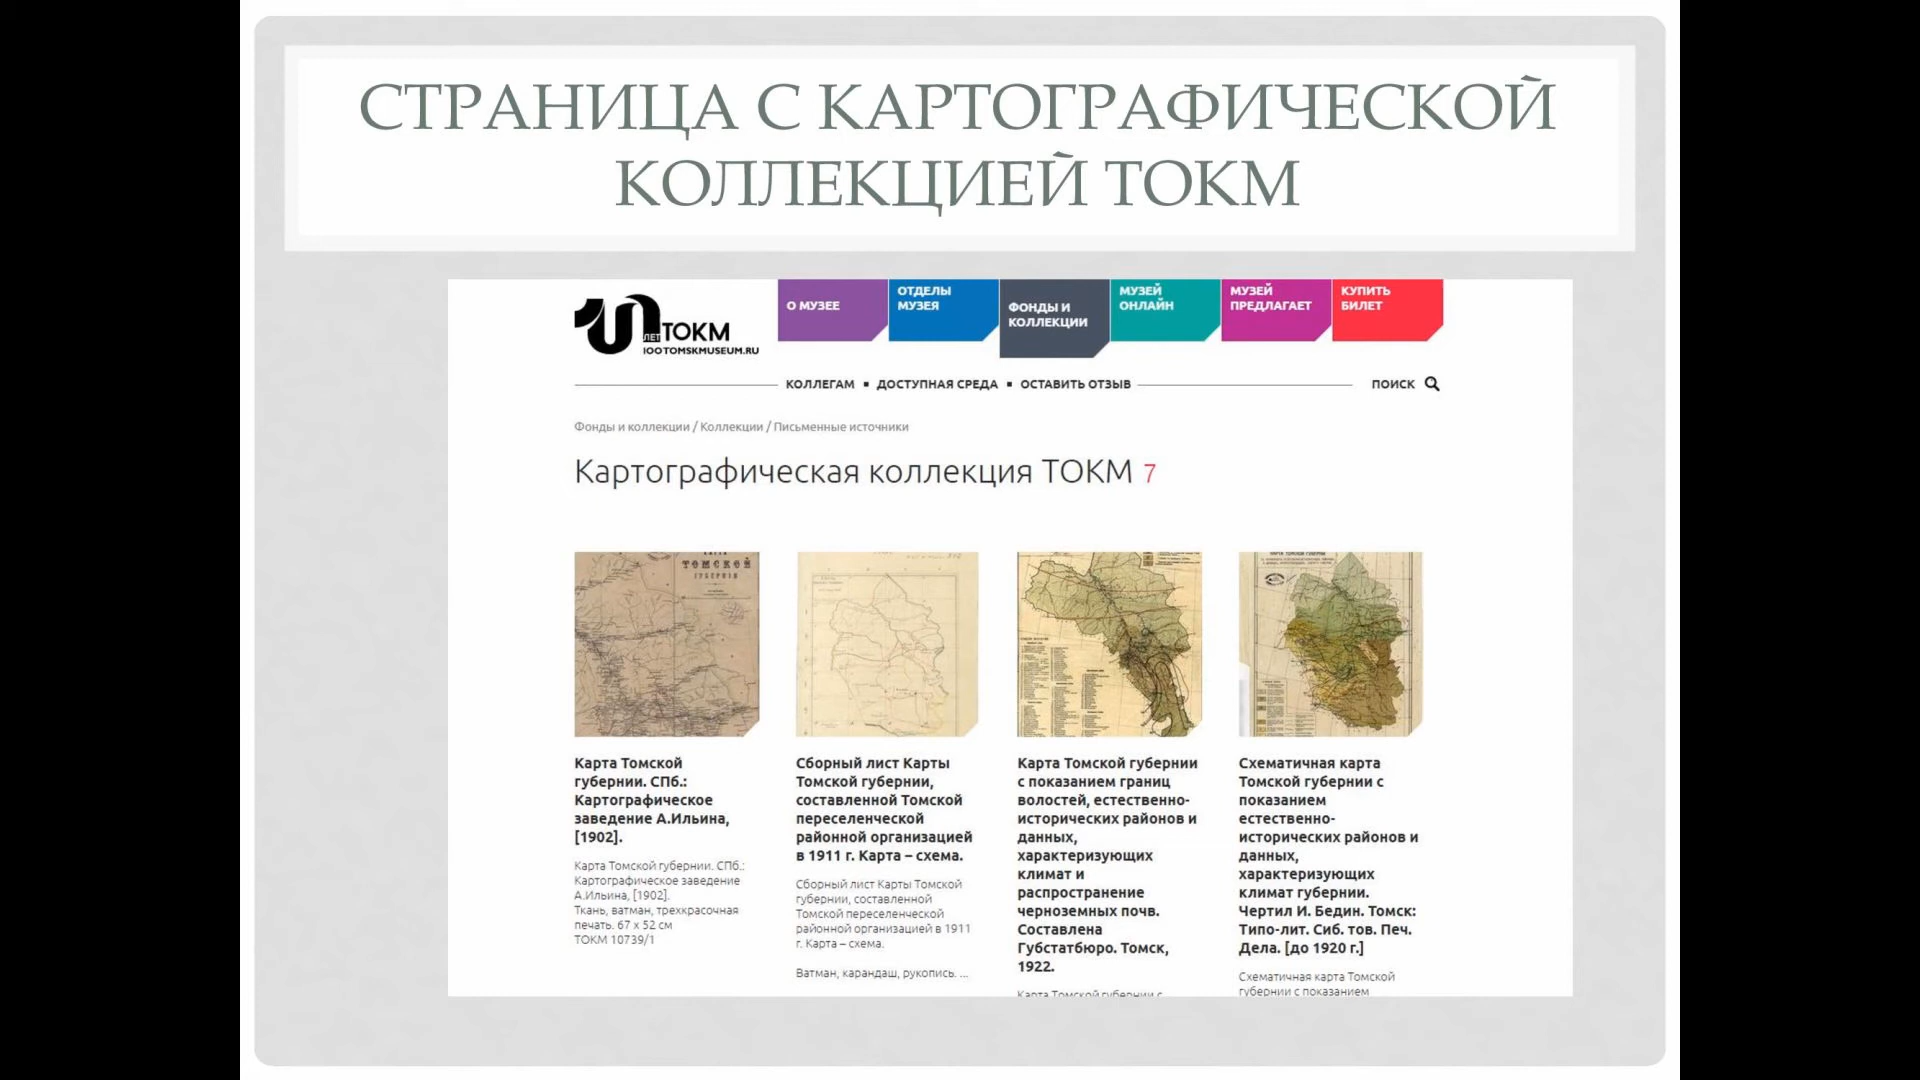 СТРАНИЦА С КАРТОГРАФИЧЕСКОЙ
КОЛЛЕКЦИЕЙ ТОКМ
ЛЕТ ТОКМ
100TOMSKMUSEUM.RU
О МУЗЕЕ
ОТДЕЛЫ
МУЗЕЯ
ФОНДЫ И
КОЛЛЕКЦИИ
МУЗЕЙ
ОНЛАЙН
МУЗЕЙ
ПРЕДЛАГАЕТ
КУПИТЬ
БИЛЕТ
КОЛЛЕГАМ ▪ ДОСТУПНАЯ СРЕДА ▪ ОСТАВИТЬ ОТЗЫВ
ПОИСК
Фонды и коллекции / Коллекции / Письменные источники
Картографическая коллекция ТОКМ 7
ТОМСКОЙ
ГУБЕРНІИ
Карта Томской
губернии. СПб.:
Картографическое
заведение А.Ильина,
[1902].
Карта Томской губернии. СПб.:
Картографическое заведение
А.Ильина, [1902].
Ткань, ватман, трехкрасочная
печать. 67 х 52 см
ТОКМ 10739/1
Сборный лист Карты
Томской губернии,
составленной Томской
переселенческой
районной организацией
в 1911 г. Карта – схема.
Сборный лист Карты Томской
губернии, составленной
Томской переселенческой
районной организацией в 1911
г. Карта – схема.
Ватман, карандаш, рукопись. ...
Карта Томской губернии
с показанием границ
волостей, естественно-
исторических районов и
данных,
характеризующих
климат и
распространение
черноземных почв.
Составлена
Губстатбюро. Томск,
1922.
Карта Томской губернии с
Схематичная карта
Томской губернии с
показанием
естественно-
исторических районов и
данных,
характеризующих
климат губернии.
Чертил И. Бедин. Томск:
Типо-лит. Сиб. тов. Печ.
Дела. [до 1920 г.]
Схематичная карта Томской
губернии с показанием